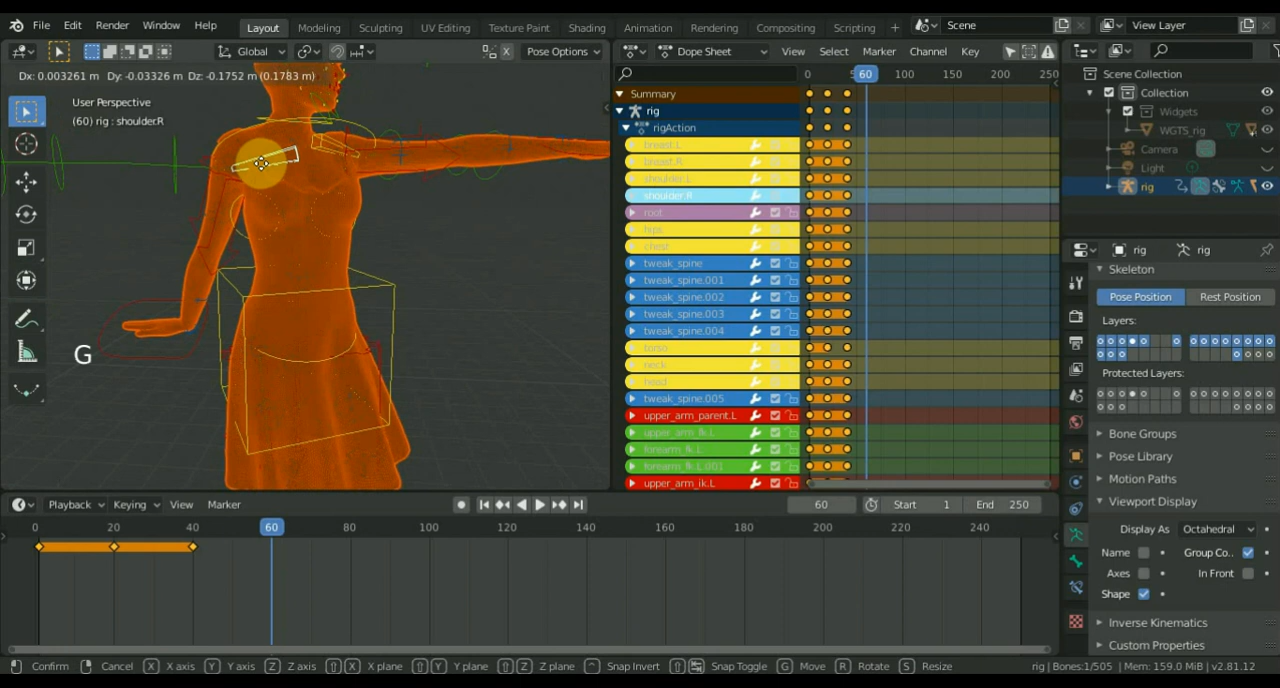 File Edit Render Window Help Layout Modeling Sculpting UV Editing Texture Paint Shading Animation Rendering Compositing Scripting Scene View Layer
Global Pose Options Dope Sheet View Select Marker Channel Key
Dx: 0.003261 m Dy: -0.03326 m Dz: -0.1752 m (0.1783 m)
User Perspective
(60) rig : shoulder.R
G
0 5 60 100 150 200 250
Summary
rig
rigAction
breast.L
breast.R
shoulder.L
shoulder.R
root
hips
chest
tweak_spine
tweak_spine.001
tweak_spine.002
tweak_spine.003
tweak_spine.004
torso
neck
head
tweak_spine.005
upper_arm_parent.L
upper_arm_fk.L
forearm_fk.L
forearm_fk.L.001
upper_arm_ik.L
Scene Collection
Collection
Widgets
WGTS_rig
Camera
Light
rig
rig rig
Skeleton
Pose Position Rest Position
Layers:
Protected Layers:
Bone Groups
Pose Library
Motion Paths
Viewport Display
Display As Octahedral
Name Group Co..
Axes In Front
Shape
Inverse Kinematics
Custom Properties
Playback Keying View Marker 60 Start 1 End 250
0 20 40 60 80 100 120 140 160 180 200 220 240
Confirm Cancel X X axis Y Y axis Z Z axis X X plane Y Y plane Z Z plane Snap Invert Snap Toggle G Move R Rotate S Resize rig | Bones:1/505 | Mem: 159.0 MiB | v2.81.12